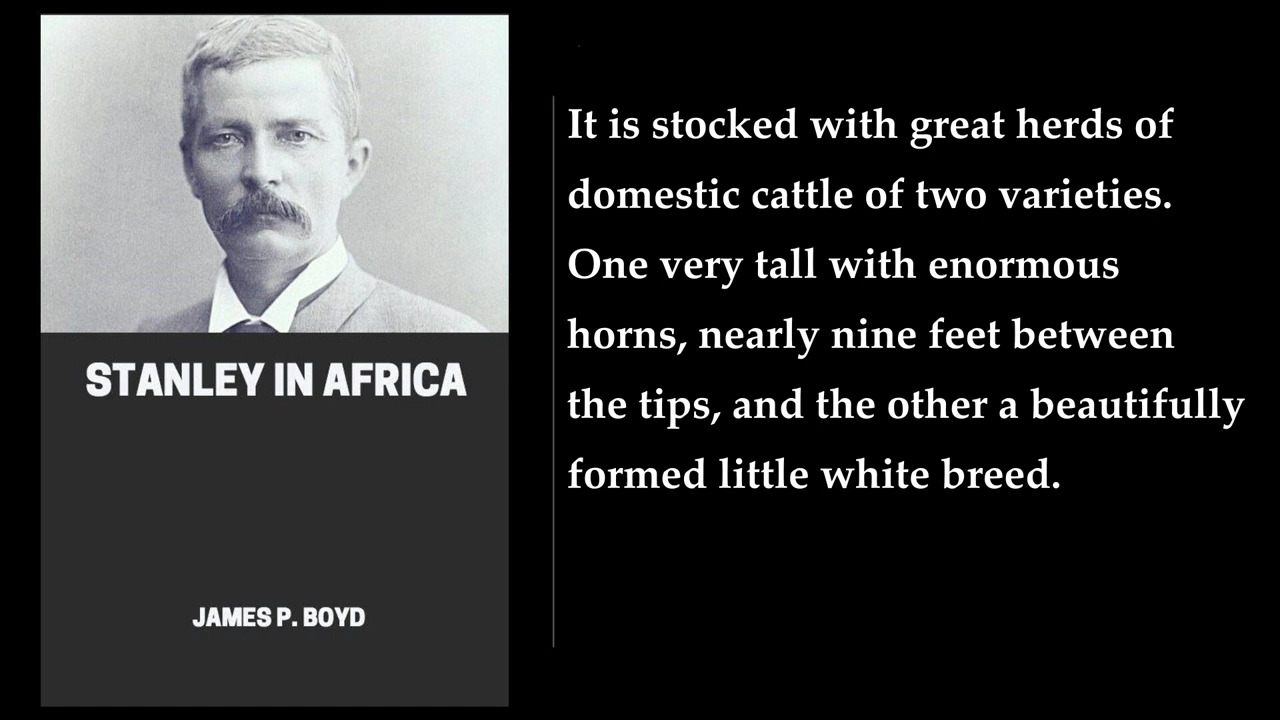 STANLEY IN AFRICA
JAMES P. BOYD
It is stocked with great herds of
domestic cattle of two varieties.
One very tall with enormous
horns, nearly nine feet between
the tips, and the other a beautifully
formed little white breed.